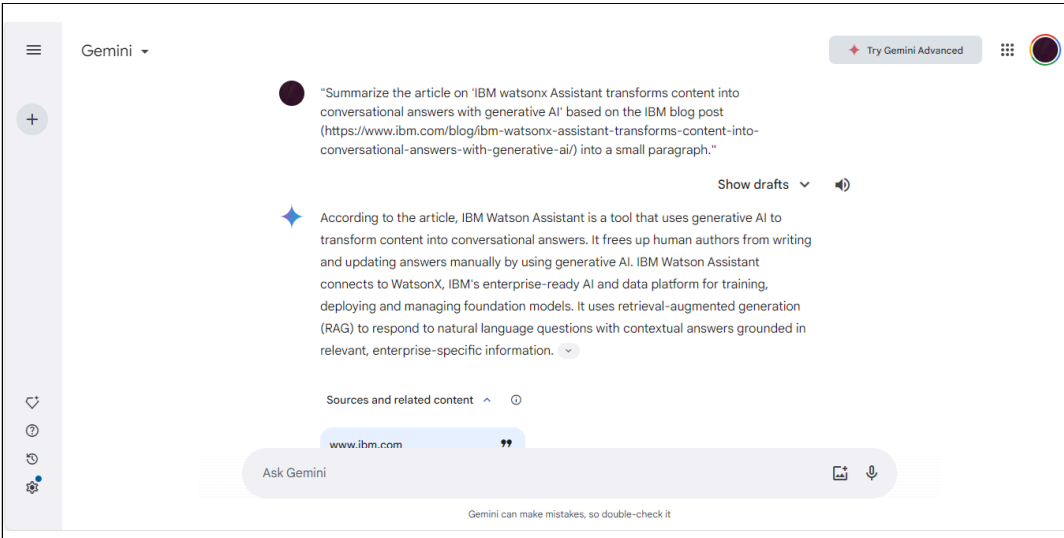 Gemini
Try Gemini Advanced
"Summarize the article on 'IBM watsonx Assistant transforms content into
conversational answers with generative AI' based on the IBM blog post
(https://www.ibm.com/blog/ibm-watsonx-assistant-transforms-content-into-
conversational-answers-with-generative-ai/) into a small paragraph."
Show drafts
According to the article, IBM Watson Assistant is a tool that uses generative AI to
transform content into conversational answers. It frees up human authors from writing
and updating answers manually by using generative AI. IBM Watson Assistant
connects to WatsonX, IBM's enterprise-ready AI and data platform for training,
deploying and managing foundation models. It uses retrieval-augmented generation
(RAG) to respond to natural language questions with contextual answers grounded in
relevant, enterprise-specific information.
Sources and related content
www.ibm.com
Ask Gemini
Gemini can make mistakes, so double-check it